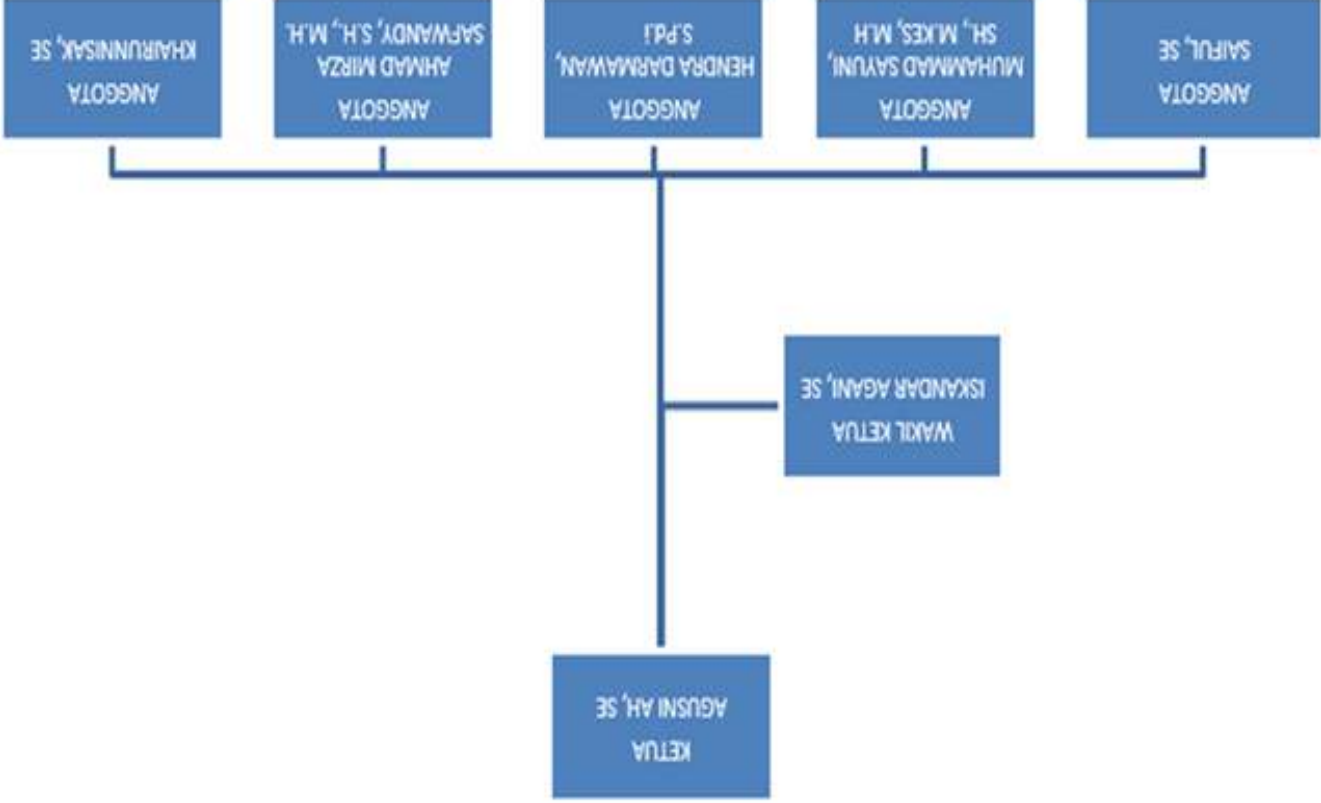 KETUA
AGUSNI AH, SE
WAKIL KETUA
ISKANDAR AGANI, SE
ANGGOTA
SAIFUL, SE
ANGGOTA
MUHAMMAD SAYUNI,
SH., M.KES, M.H
ANGGOTA
HENDRA DARMAWAN,
S.Pd.i
ANGGOTA
AHMAD MIRZA
SAFWANDY, S.H., M.H.
ANGGOTA
KHAIRUNNISAK, SE